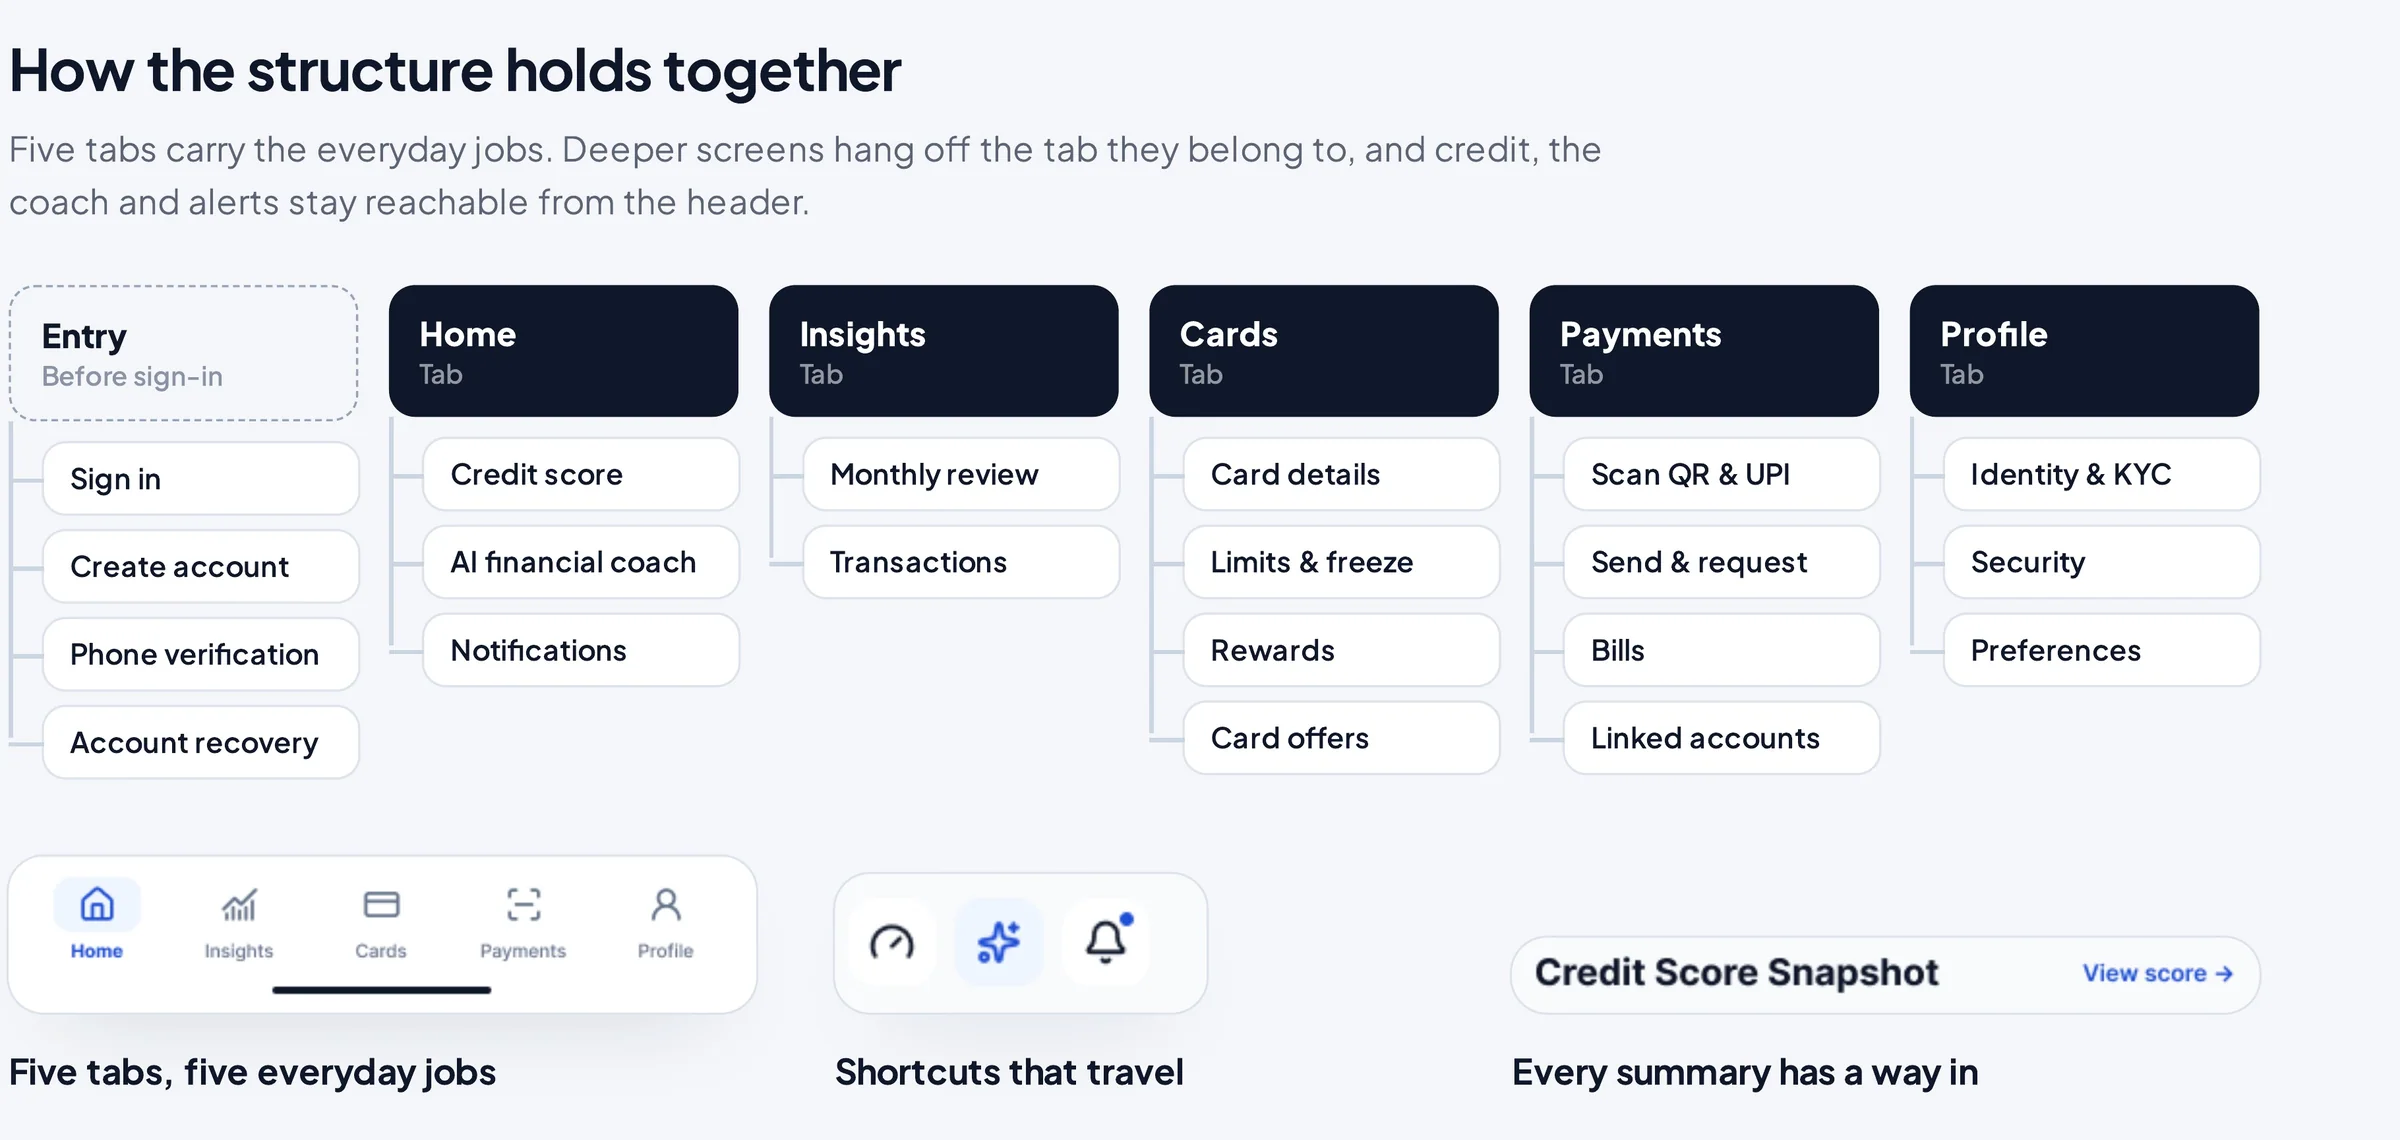 How the structure holds together
Five tabs carry the everyday jobs. Deeper screens hang off the tab they belong to, and credit, the
coach and alerts stay reachable from the header.
Entry
Before sign-in
Sign in
Create account
Phone verification
Account recovery
Home
Tab
Credit score
AI financial coach
Notifications
Insights
Tab
Monthly review
Transactions
Cards
Tab
Card details
Limits & freeze
Rewards
Card offers
Payments
Tab
Scan QR & UPI
Send & request
Bills
Linked accounts
Profile
Tab
Identity & KYC
Security
Preferences
Home
Insights
Cards
Payments
Profile
Five tabs, five everyday jobs
Shortcuts that travel
Credit Score Snapshot
View score →
Every summary has a way in